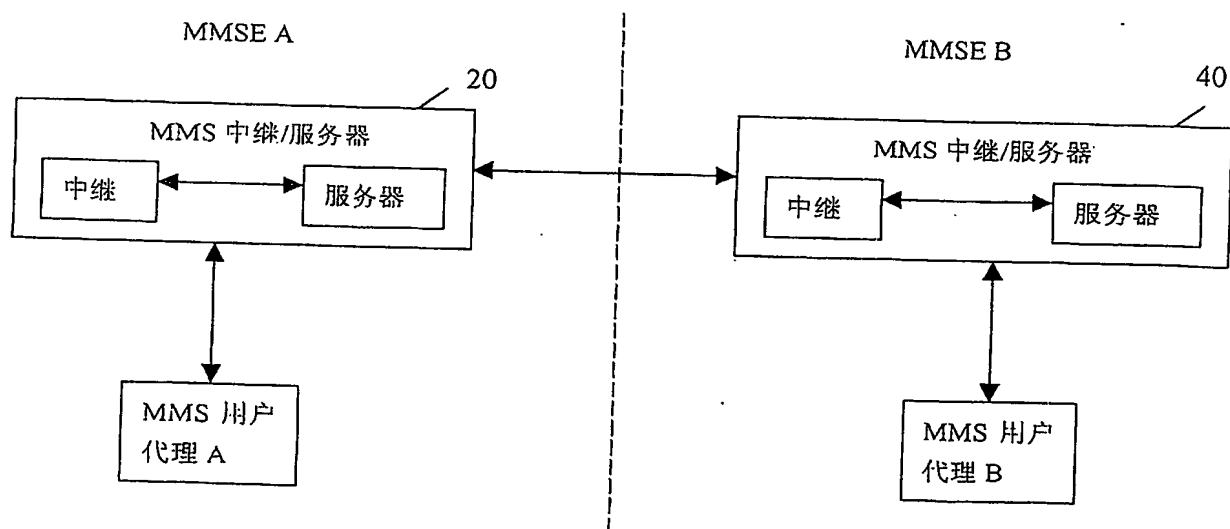 MMSE A
20
MMS 中继/服务器
中继
服务器
MMS 用户
代理 A
MMSE B
40
MMS 中继/服务器
中继
服务器
MMS 用户
代理 B